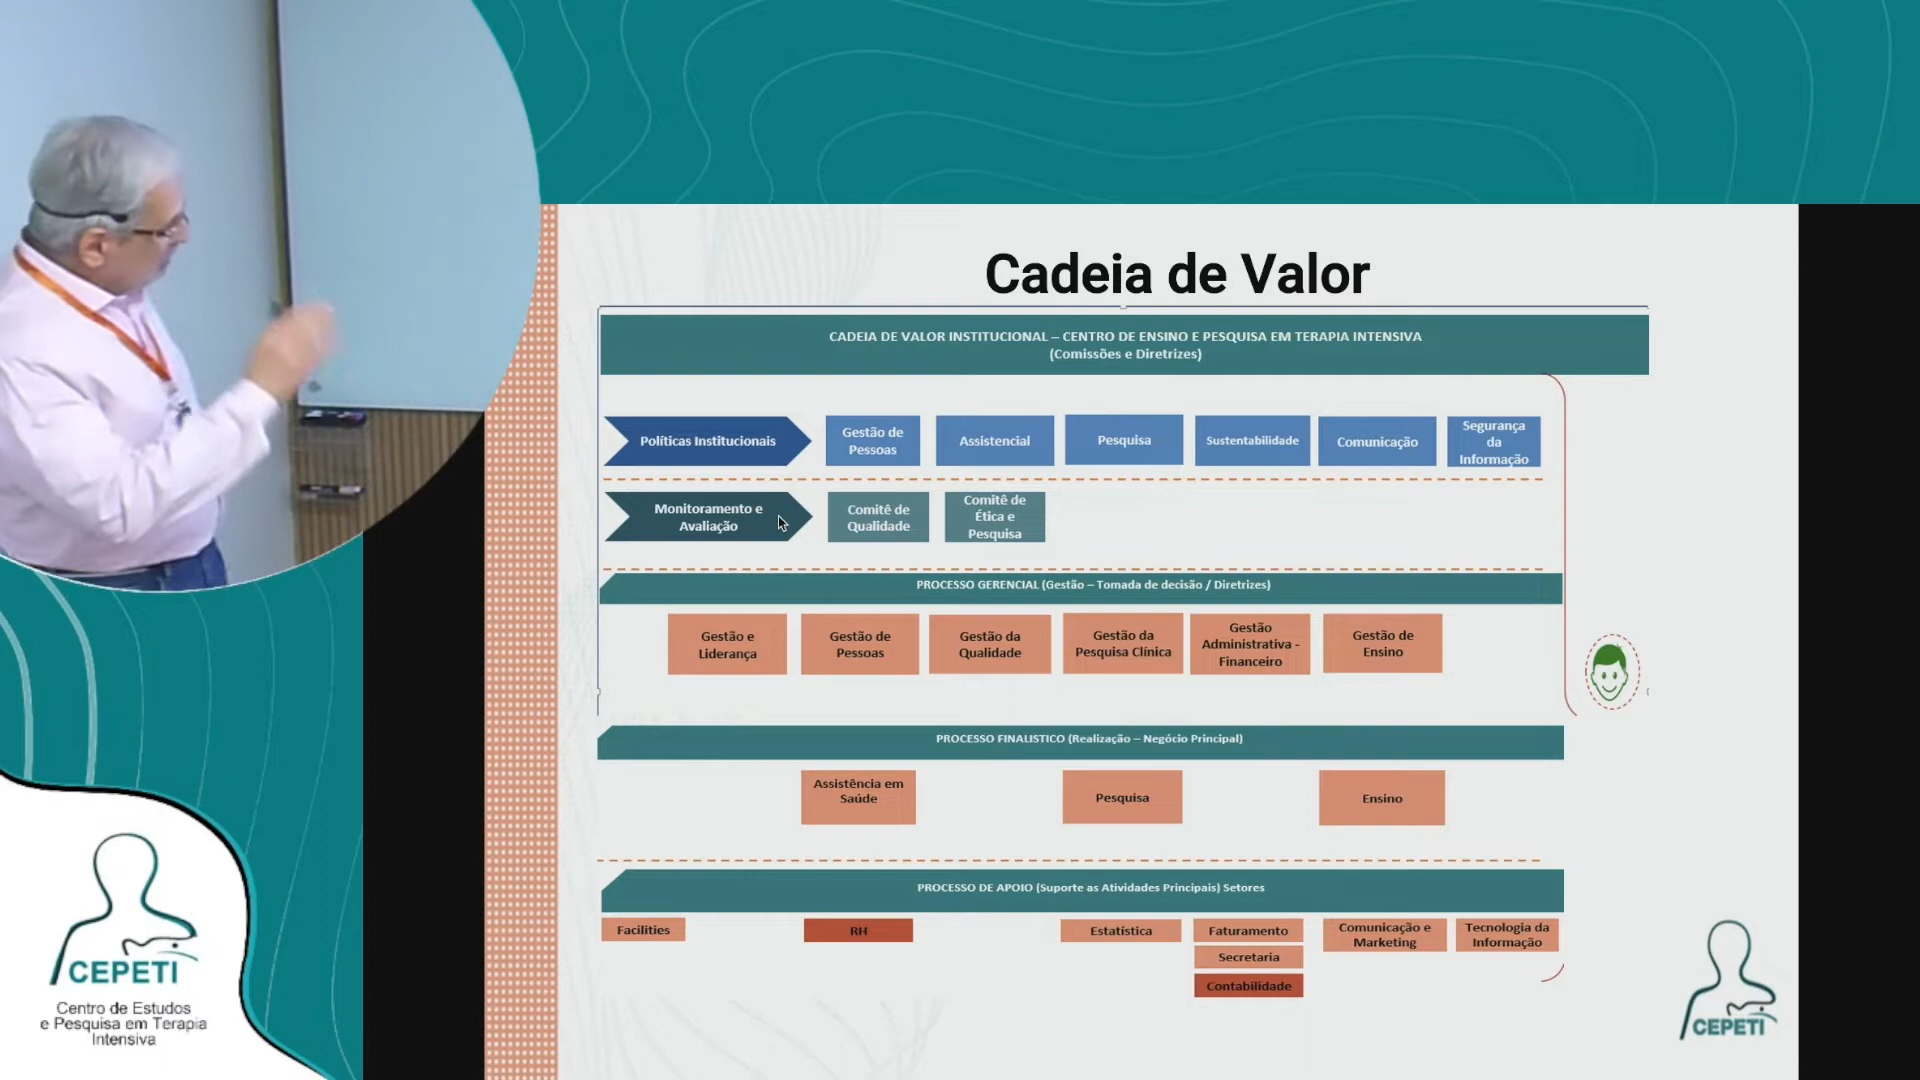 Cadeia de Valor
CADEIA DE VALOR INSTITUCIONAL – CENTRO DE ENSINO E PESQUISA EM TERAPIA INTENSIVA
(Comissões e Diretrizes)
Políticas Institucionais
Gestão de
Pessoas
Assistencial
Pesquisa
Sustentabilidade
Comunicação
Segurança
da
Informação
Monitoramento e
Avaliação
Comitê de
Qualidade
Comitê de
Ética e
Pesquisa
PROCESSO GERENCIAL (Gestão – Tomada de decisão / Diretrizes)
Gestão e
Liderança
Gestão de
Pessoas
Gestão da
Qualidade
Gestão da
Pesquisa Clínica
Gestão
Administrativa -
Financeiro
Gestão de
Ensino
PROCESSO FINALISTICO (Realização – Negócio Principal)
Assistência em
Saúde
Pesquisa
Ensino
PROCESSO DE APOIO (Suporte as Atividades Principais) Setores
Facilities
RH
Estatística
Faturamento
Secretaria
Contabilidade
Comunicação e
Marketing
Tecnologia da
Informação
CEPETI
Centro de Estudos
e Pesquisa em Terapia
Intensiva
CEPETI